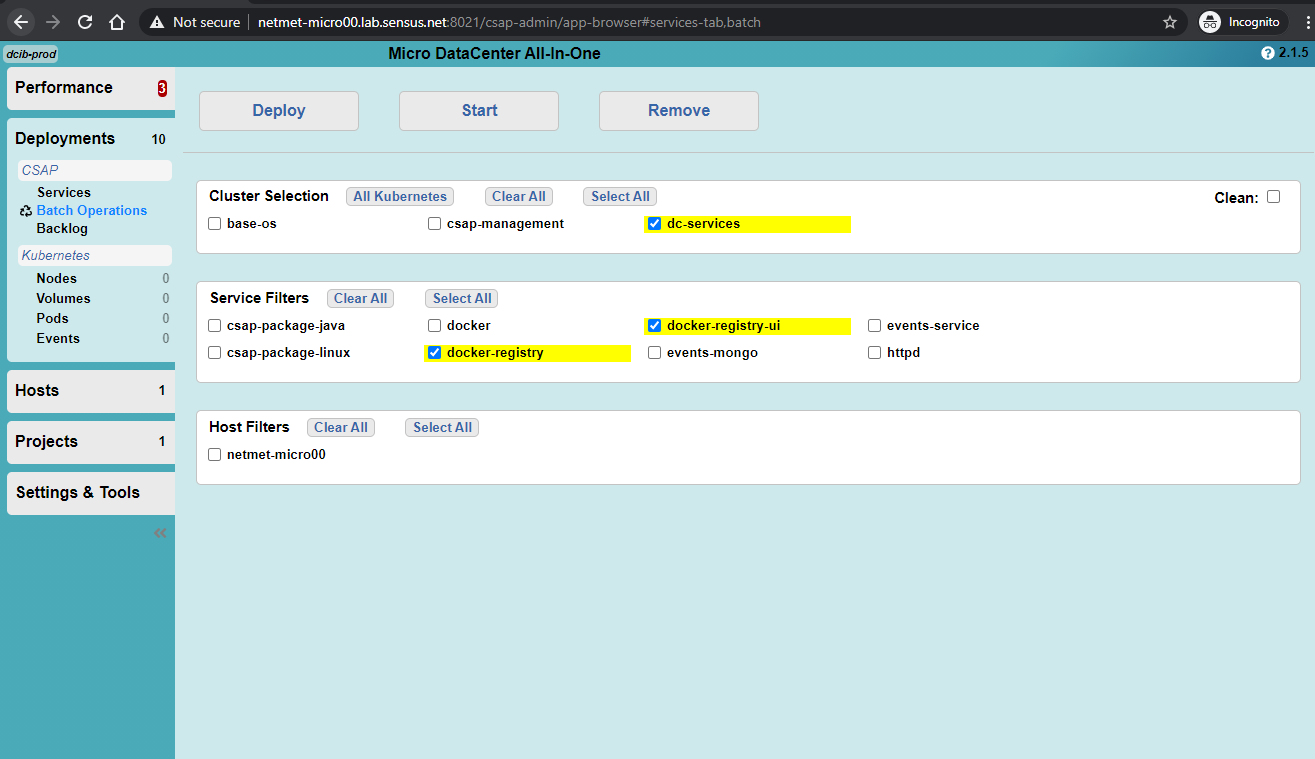 Not secure netmet-micro00.lab.sensus.net:8021/csap-admin/app-browser#services-tab,batch Incognito
dcib-prod Micro DataCenter All-In-One ? 2.1.5
Performance 3
Deployments 10
CSAP
Services
Batch Operations
Backlog
Kubernetes
Nodes 0
Volumes 0
Pods 0
Events 0
Hosts 1
Projects 1
Settings & Tools
Deploy Start Remove
Cluster Selection All Kubernetes Clear All Select All Clean:
base-os csap-management dc-services
Service Filters Clear All Select All
csap-package-java docker docker-registry-ui events-service
csap-package-linux docker-registry events-mongo httpd
Host Filters Clear All Select All
netmet-micro00